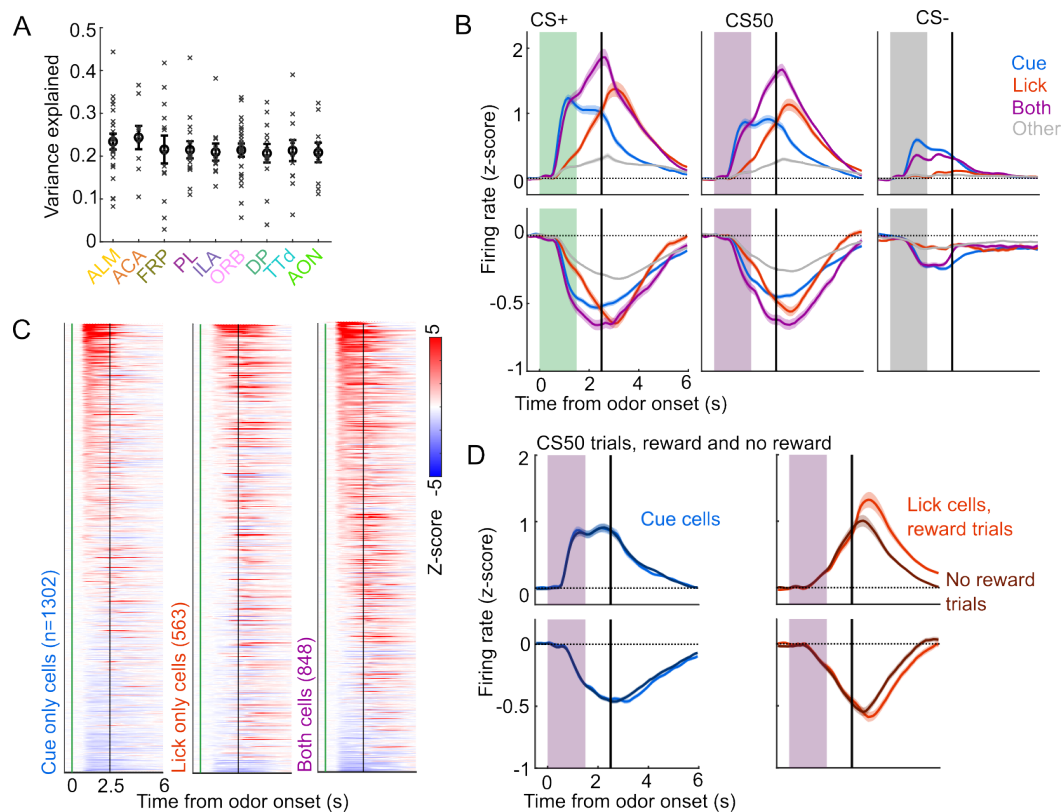 A
Variance explained
0.5
0.4
0.3
0.2
0.1
0
ALM
ACA
FRP
PL
ILA
ORB
DP
TTd
AON
B
CS+
CS50
CS-
Cue
Lick
Both
Other
Firing rate (z-score)
2
1
0
0
-0.5
-1
0
2
4
6
Time from odor onset (s)
C
Cue only cells (n=1302)
Lick only cells (563)
Both cells (848)
5
Z-score
-5
0
2.5
6
Time from odor onset (s)
D
CS50 trials, reward and no reward
Cue cells
Lick cells,
reward trials
No reward
trials
Firing rate (z-score)
2
1
0
0
-0.5
-1
0
2
4
6
Time from odor onset (s)